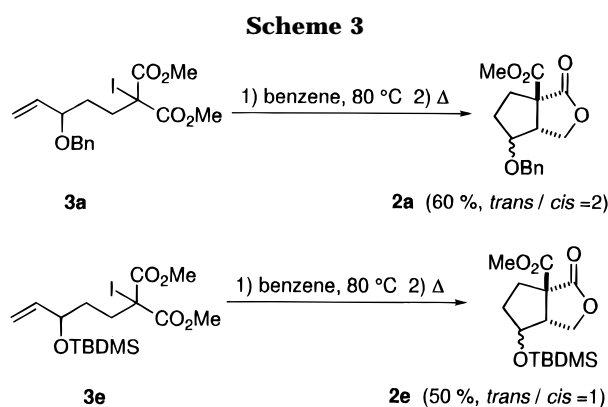 Scheme 3
I CO₂Me
CO₂Me
OBn
1) benzene, 80 °C 2) Δ
MeO₂C O
O
OBn
3a
2a (60 %, trans / cis =2)
I CO₂Me
CO₂Me
OTBDMS
1) benzene, 80 °C 2) Δ
MeO₂C O
O
OTBDMS
3e
2e (50 %, trans / cis =1)